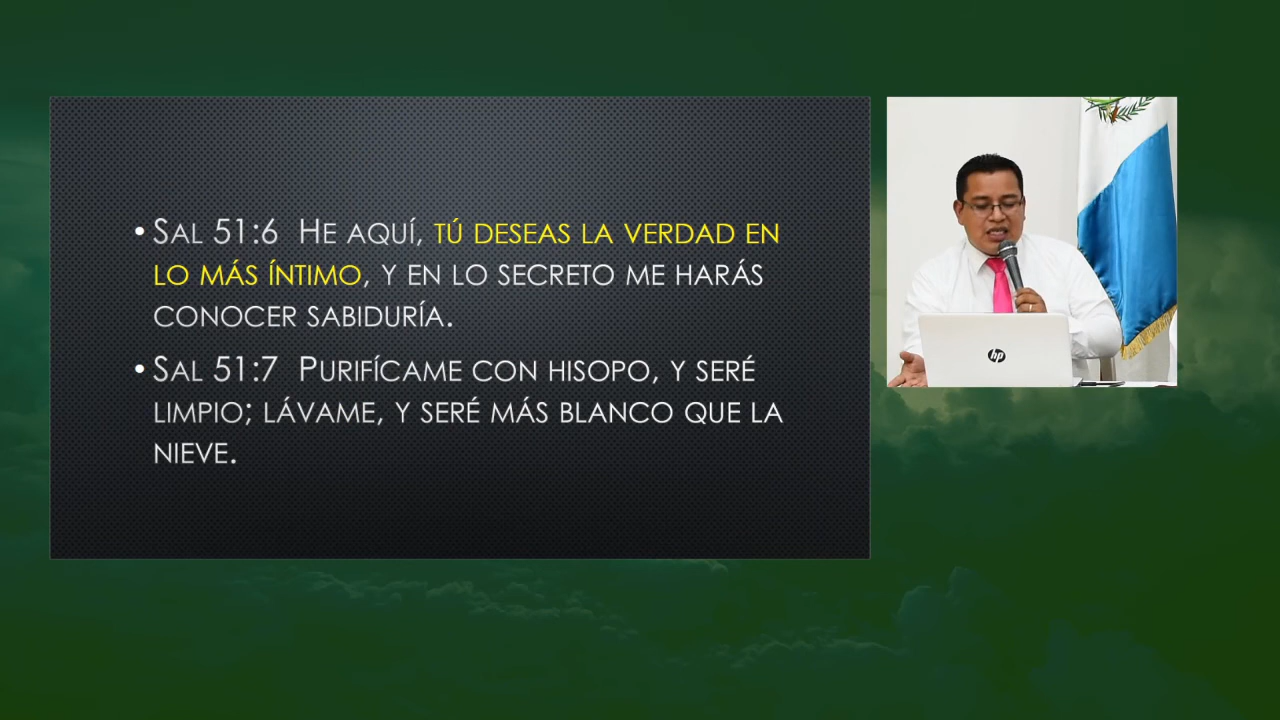 • Sal 51:6 He aquí, tú deseas la verdad en
lo más íntimo, y en lo secreto me harás
conocer sabiduría.
• Sal 51:7 Purifícame con hisopo, y seré
limpio; lávame, y seré más blanco que la
nieve.
hp